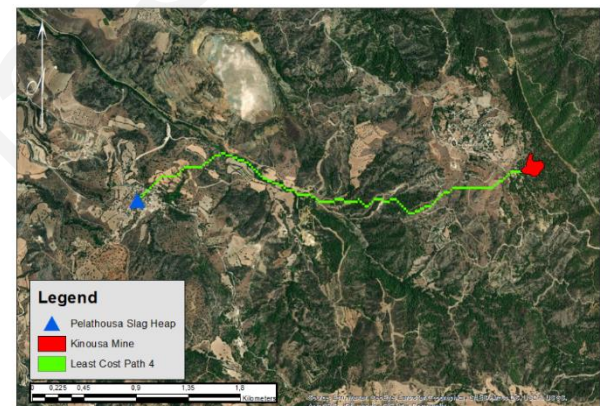 Legend
Pelathousa Slag Heap
Kinousa Mine
Least Cost Path 4
0 0,225 0,45 0,9 1,35 1,8
Kilometers